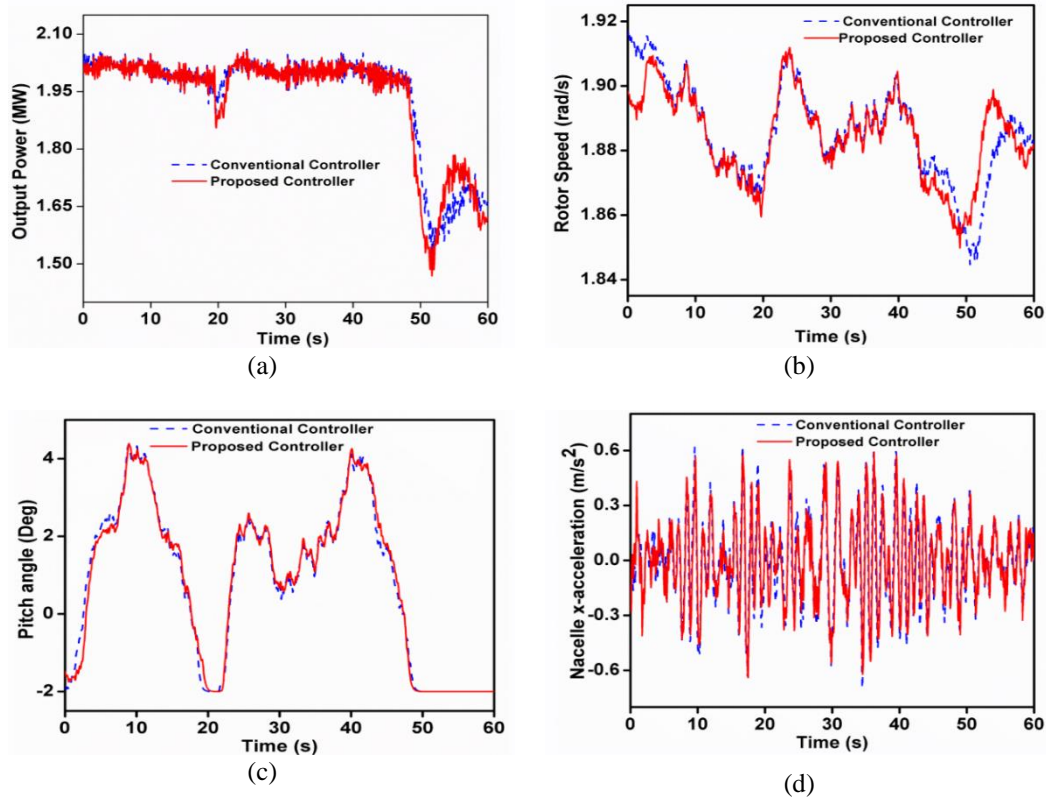 2.10
1.95
1.80
1.65
1.50
Output Power (MW)
Conventional Controller
Proposed Controller
0 10 20 30 40 50 60
Time (s)
(a)
1.92
1.90
1.88
1.86
1.84
Rotor Speed (rad/s)
Conventional Controller
Proposed Controller
0 10 20 30 40 50 60
Time (s)
(b)
4
2
0
-2
Pitch angle (Deg)
Conventional Controller
Proposed Controller
0 10 20 30 40 50 60
Time (s)
(c)
0.6
0.3
0.0
-0.3
-0.6
Nacelle x-acceleration (m/s²)
Conventional Controller
Proposed Controller
0 10 20 30 40 50 60
Time (s)
(d)